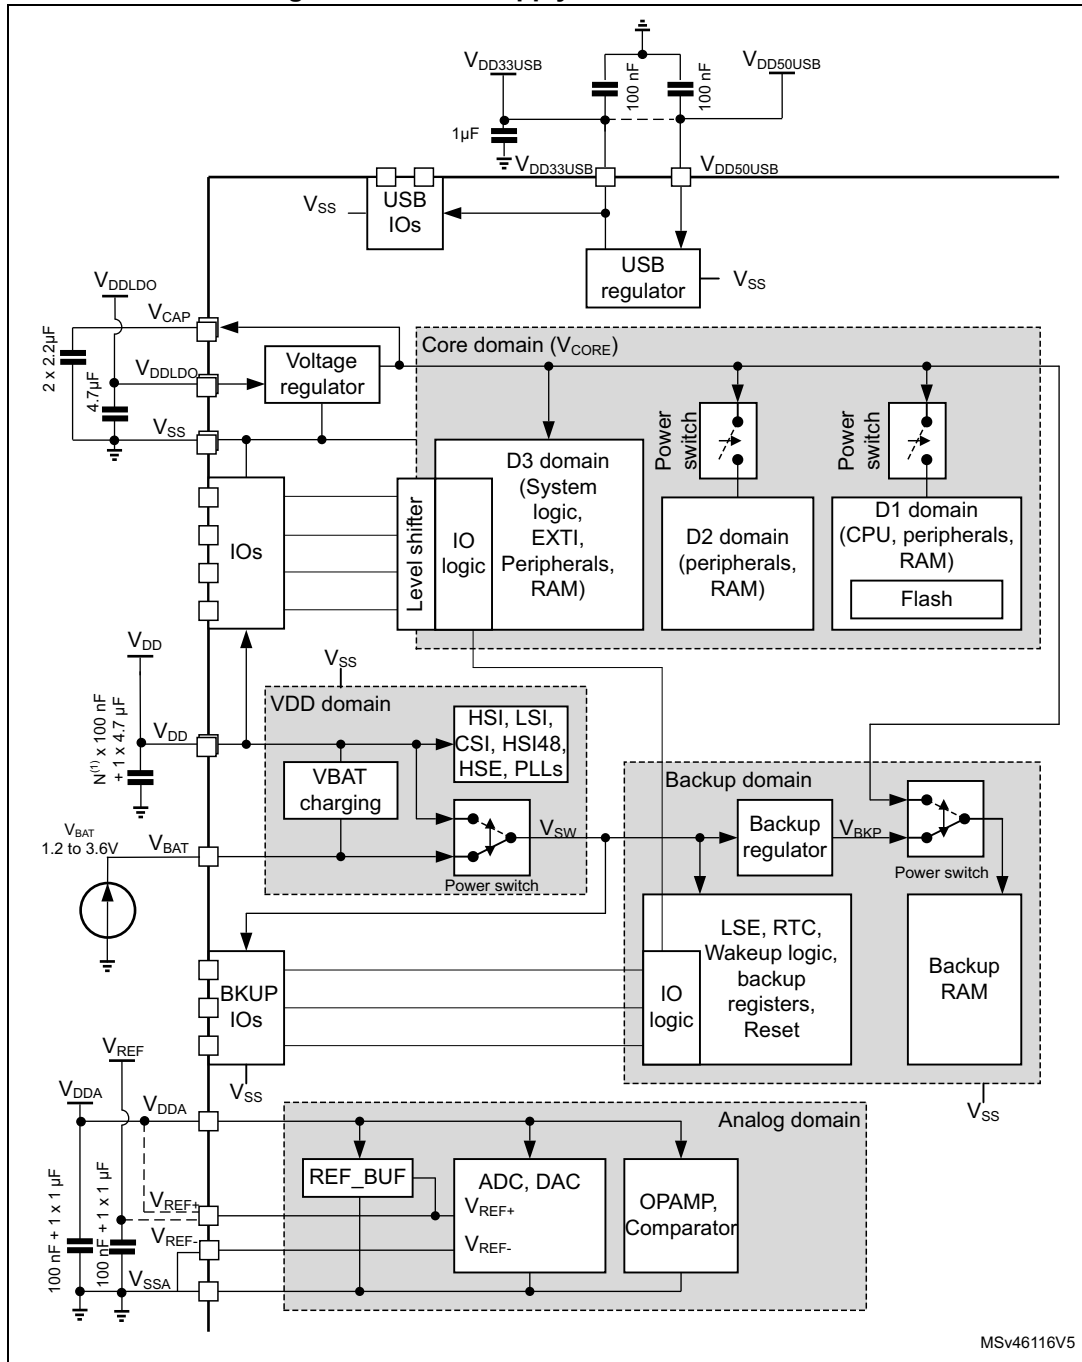 VDD33USB
100 nF
100 nF
VDD50USB
1µF
VDD33USB
VDD50USB
VSS
USB
IOs
USB
regulator
VSS
VDDLDO
VCAP
2 x 2.2µF
VDDLDO
4.7µF
VSS
Voltage
regulator
Core domain (VCORE)
Power
switch
Power
switch
D3 domain
(System
logic,
EXTI,
Peripherals,
RAM)
Level shifter
IO
logic
IOs
D2 domain
(peripherals,
RAM)
D1 domain
(CPU, peripherals,
RAM)
Flash
VDD
N(1) x 100 nF
+ 1 x 4.7 µF
VDD
VSS
VDD domain
HSI, LSI,
CSI, HSI48,
HSE, PLLs
VBAT
charging
VBAT
1.2 to 3.6V
VBAT
Power switch
VSW
Backup domain
Backup
regulator
VBKP
Power switch
LSE, RTC,
Wakeup logic,
backup
registers,
Reset
IO
logic
Backup
RAM
BKUP
IOs
VSS
VSS
VREF
VDDA
VDDA
Analog domain
100 nF + 1 x 1 µF
100 nF + 1 x 1 µF
VREF+
VREF-
VSSA
REF_BUF
ADC, DAC
VREF+
VREF-
OPAMP,
Comparator
MSv46116V5